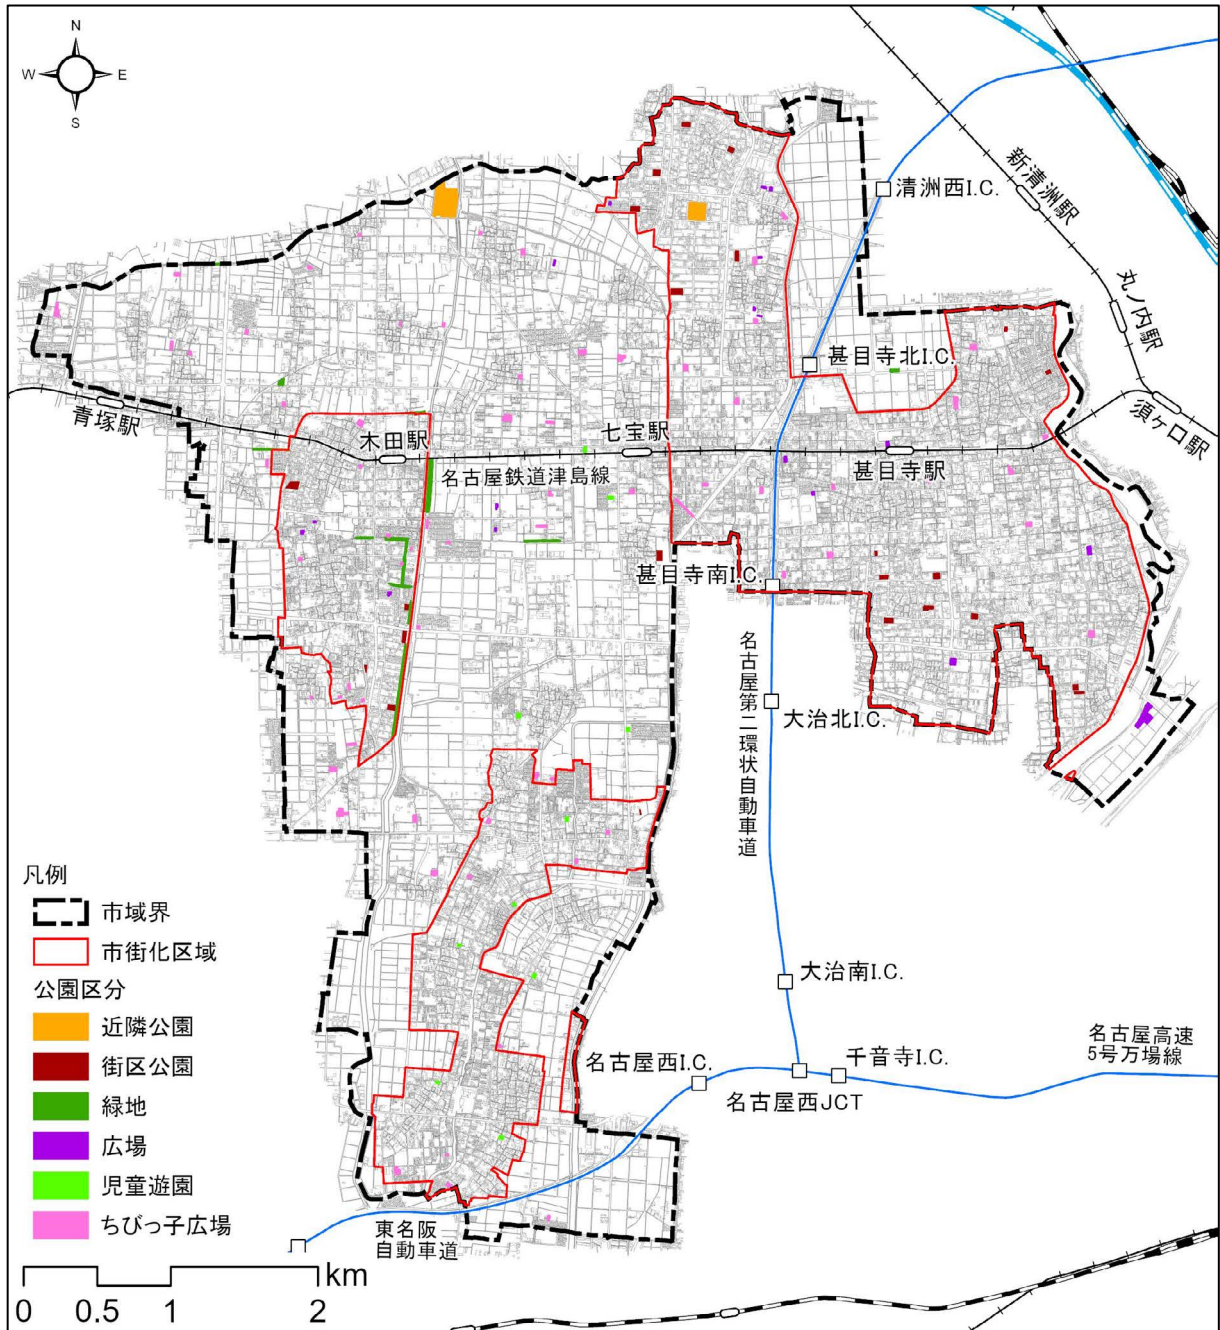 N
W
E
S
清洲西I.C.
新清洲駅
丸ノ内駅
甚目寺北I.C.
須ヶ口駅
青塚駅
木田駅
七宝駅
名古屋鉄道津島線
甚目寺駅
甚目寺南I.C.
名古屋第二環状自動車道
大治北I.C.
大治南I.C.
名古屋高速
5号万場線
千音寺I.C.
名古屋西I.C.
名古屋西JCT
東名阪
自動車道
凡例
市域界
市街化区域
公園区分
近隣公園
街区公園
緑地
広場
児童遊園
ちびっ子広場
km
0 0.5 1 2